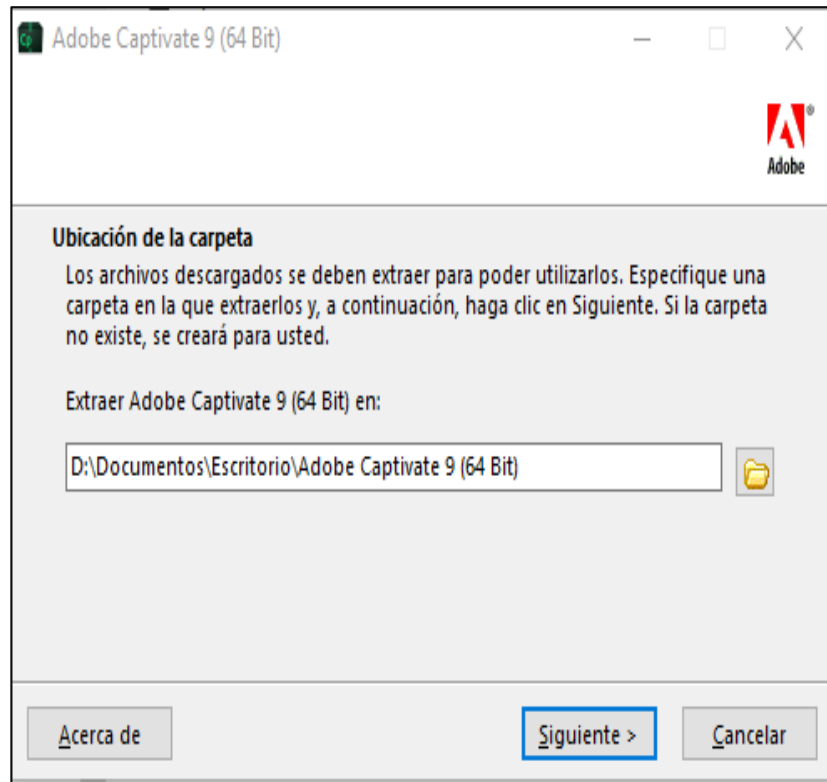 Cp Adobe Captivate 9 (64 Bit)
Adobe
Ubicación de la carpeta
Los archivos descargados se deben extraer para poder utilizarlos. Especifique una
carpeta en la que extraerlos y, a continuación, haga clic en Siguiente. Si la carpeta
no existe, se creará para usted.
Extraer Adobe Captivate 9 (64 Bit) en:
D:\Documentos\Escritorio\Adobe Captivate 9 (64 Bit)
Acerca de Siguiente > Cancelar